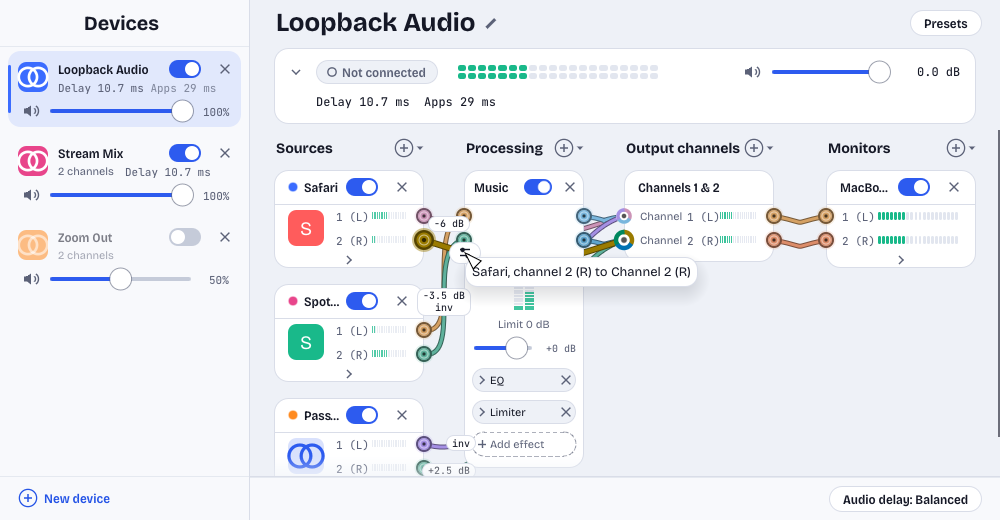 Devices
Loopback Audio
Delay 10.7 ms Apps 29 ms
100%
Stream Mix
2 channels Delay 10.7 ms
100%
Zoom Out
2 channels
50%
New device
Loopback Audio
Presets
Not connected
0.0 dB
Delay 10.7 ms Apps 29 ms
Sources
Processing
Output channels
Monitors
Safari
S
1 (L)
2 (R)
Spot...
S
1 (L)
2 (R)
Pass...
1 (L)
2 (R)
-6 dB
-3.5 dB
inv
inv
+2.5 dB
Music
Limit 0 dB
+0 dB
EQ
Limiter
Add effect
Channels 1 & 2
Channel 1 (L)
Channel 2 (R)
MacBo...
1 (L)
2 (R)
Safari, channel 2 (R) to Channel 2 (R)
Audio delay: Balanced